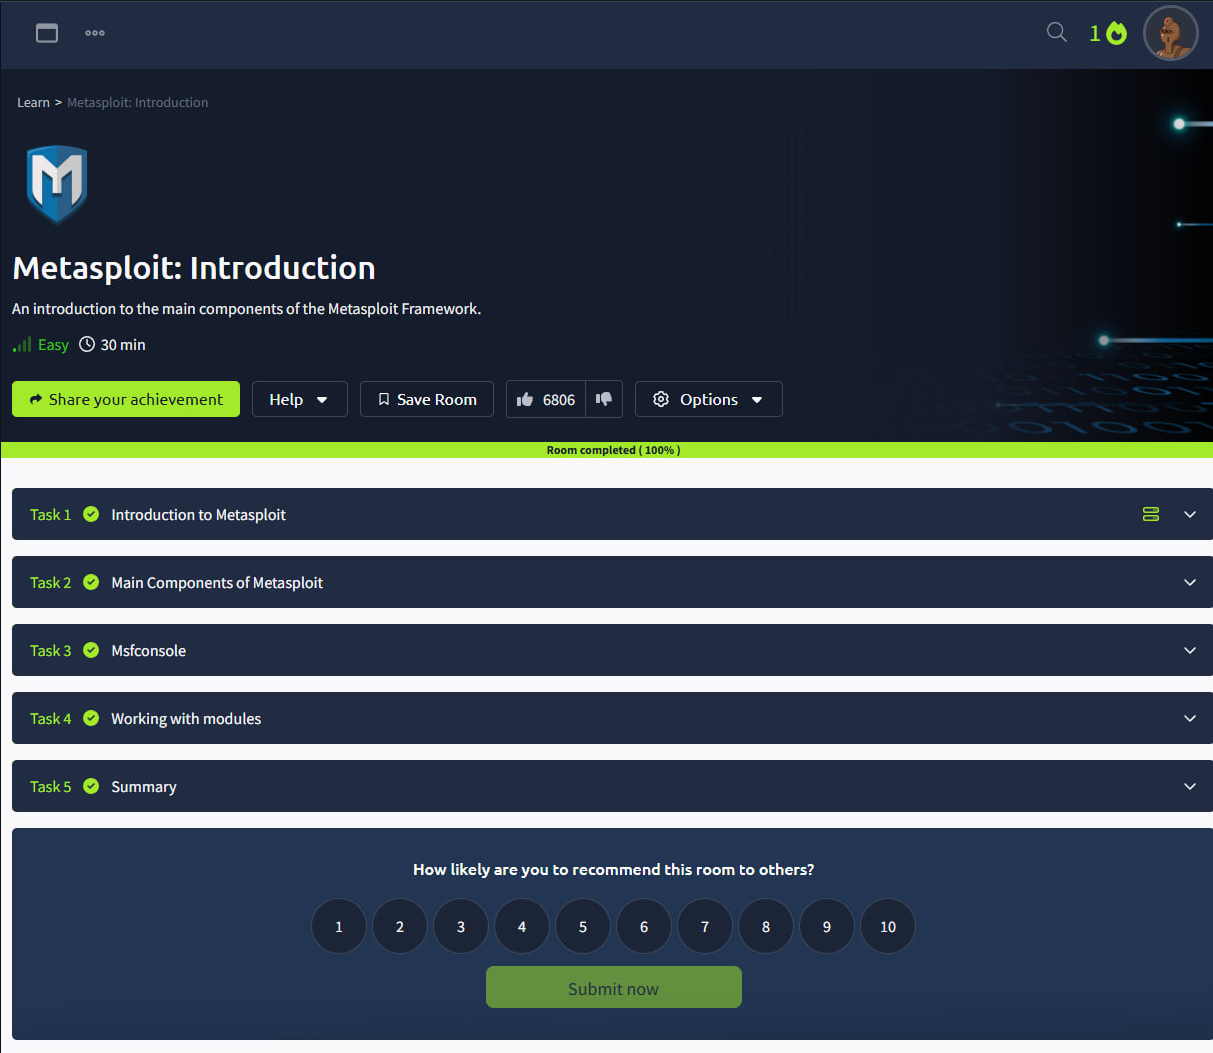 1
Learn > Metasploit: Introduction
Metasploit: Introduction
An introduction to the main components of the Metasploit Framework.
Easy 30 min
Share your achievement Help Save Room 6806 Options
Room completed ( 100% )
Task 1 Introduction to Metasploit
Task 2 Main Components of Metasploit
Task 3 Msfconsole
Task 4 Working with modules
Task 5 Summary
How likely are you to recommend this room to others?
1 2 3 4 5 6 7 8 9 10
Submit now